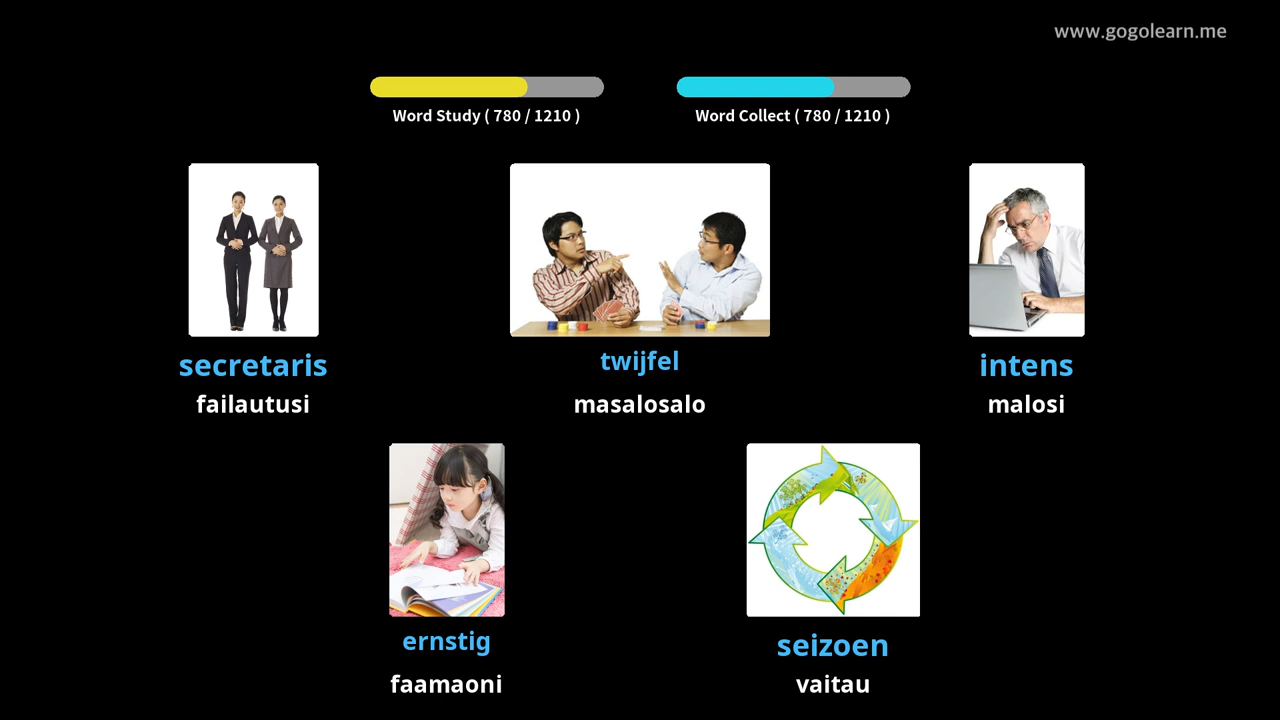 www.gogolearn.me
Word Study ( 780 / 1210 )
Word Collect ( 780 / 1210 )
secretaris
failautusi
twijfel
masalosalo
intens
malosi
ernstig
faamaoni
seizoen
vaitau